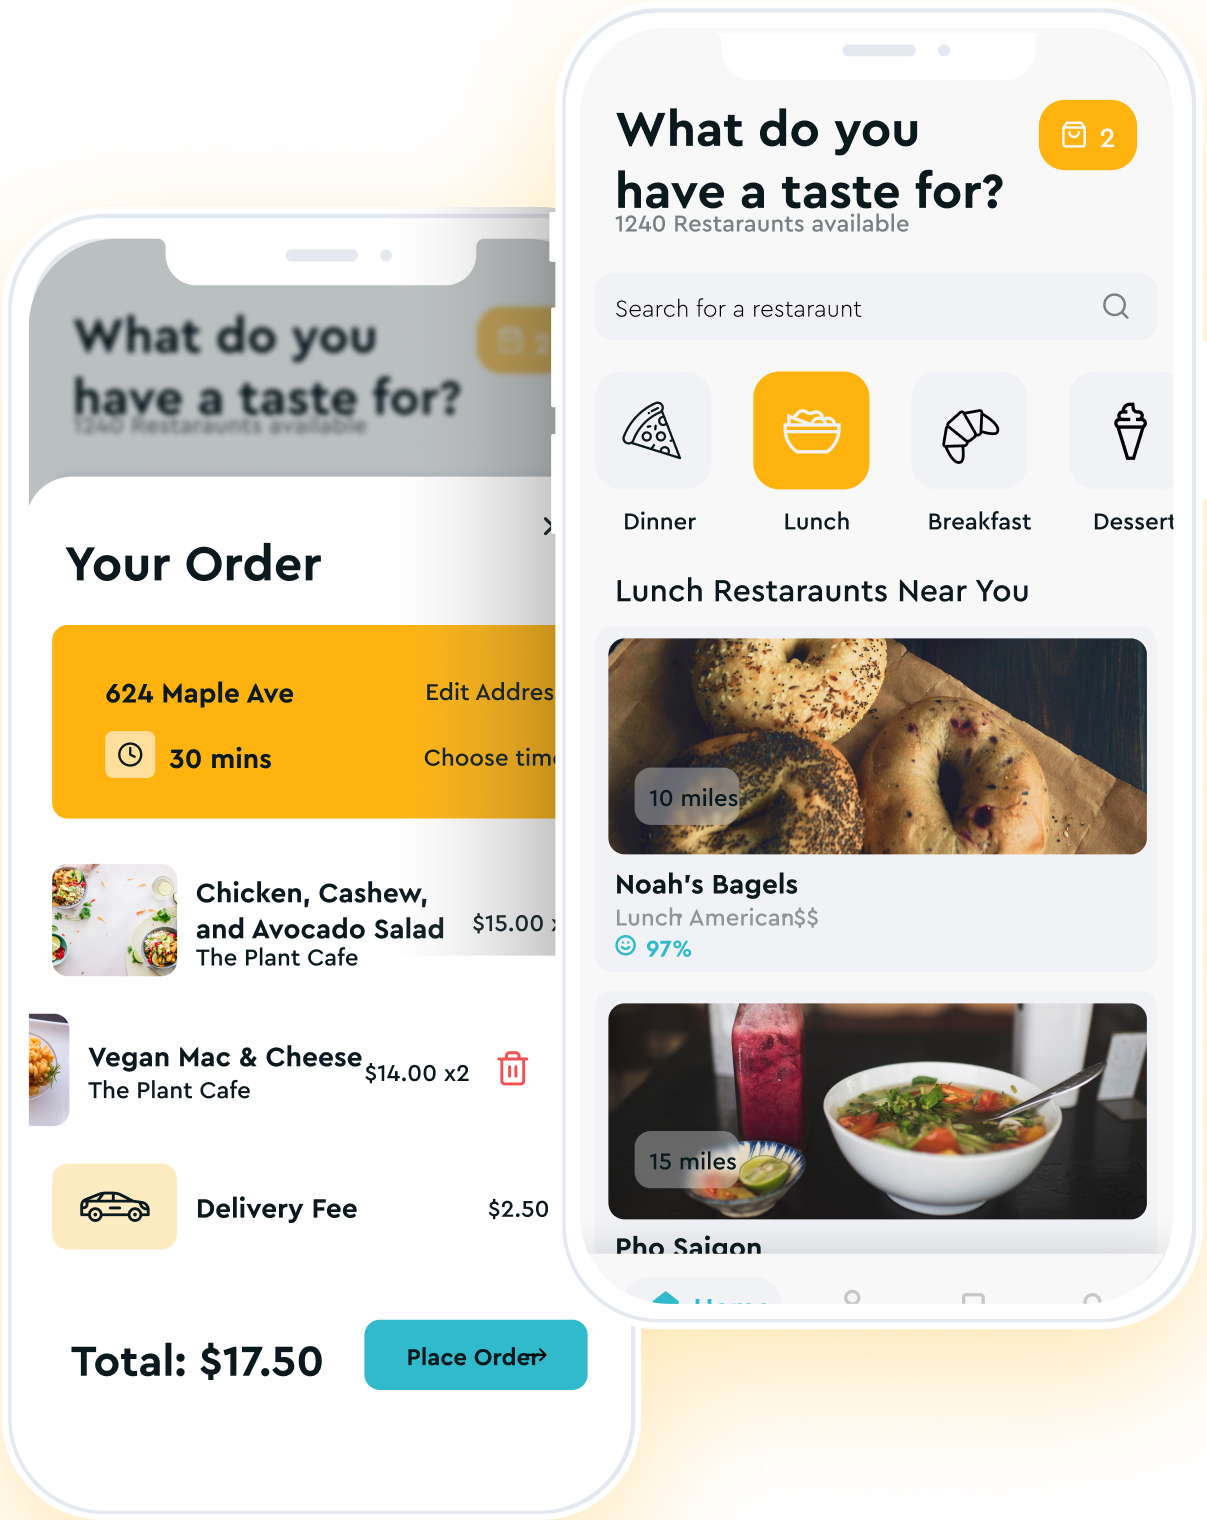 What do you
have a taste for?
1240 Restaraunts available
2
Search for a restaraunt
Dinner
Lunch
Breakfast
Dessert
Lunch Restaraunts Near You
10 miles
Noah's Bagels
Lunch American$$
97%
15 miles
Pho Saigon
Home
What do you
have a taste for?
1240 Restaraunts available
2
Your Order
624 Maple Ave
Edit Addres
30 mins
Choose time
Chicken, Cashew,
and Avocado Salad
$15.00 x
The Plant Cafe
Vegan Mac & Cheese
$14.00 x2
The Plant Cafe
Delivery Fee
$2.50
Total: $17.50
Place Order